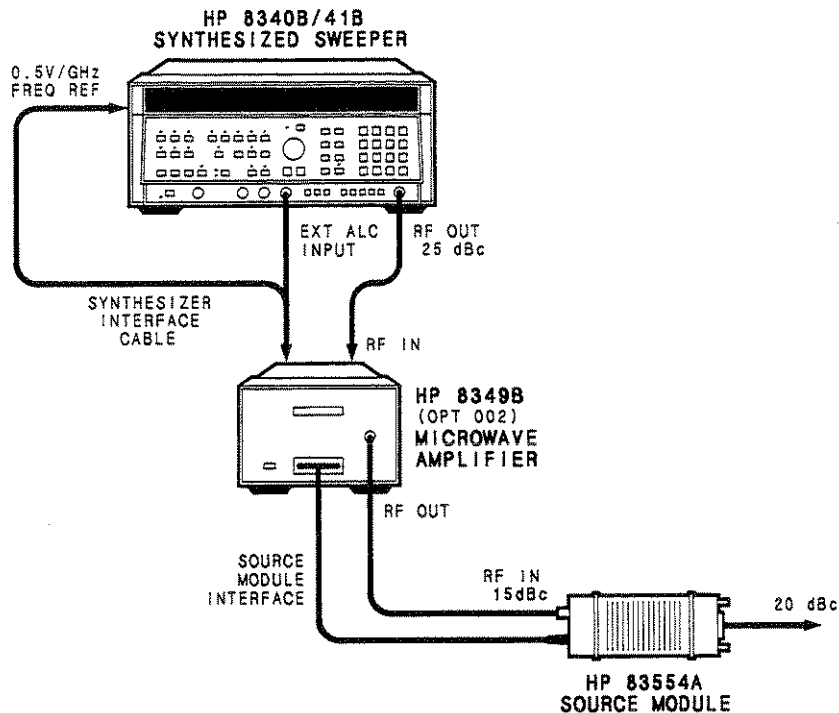 HP 8340B/41B
SYNTHESIZED SWEEPER
0.5V/GHz
FREQ REF
EXT ALC
INPUT
RF OUT
25 dBc
SYNTHESIZER
INTERFACE
CABLE
RF IN
HP 8349B
(OPT 002)
MICROWAVE
AMPLIFIER
RF OUT
SOURCE
MODULE
INTERFACE
RF IN
15dBc
20 dBc
HP 83554A
SOURCE MODULE